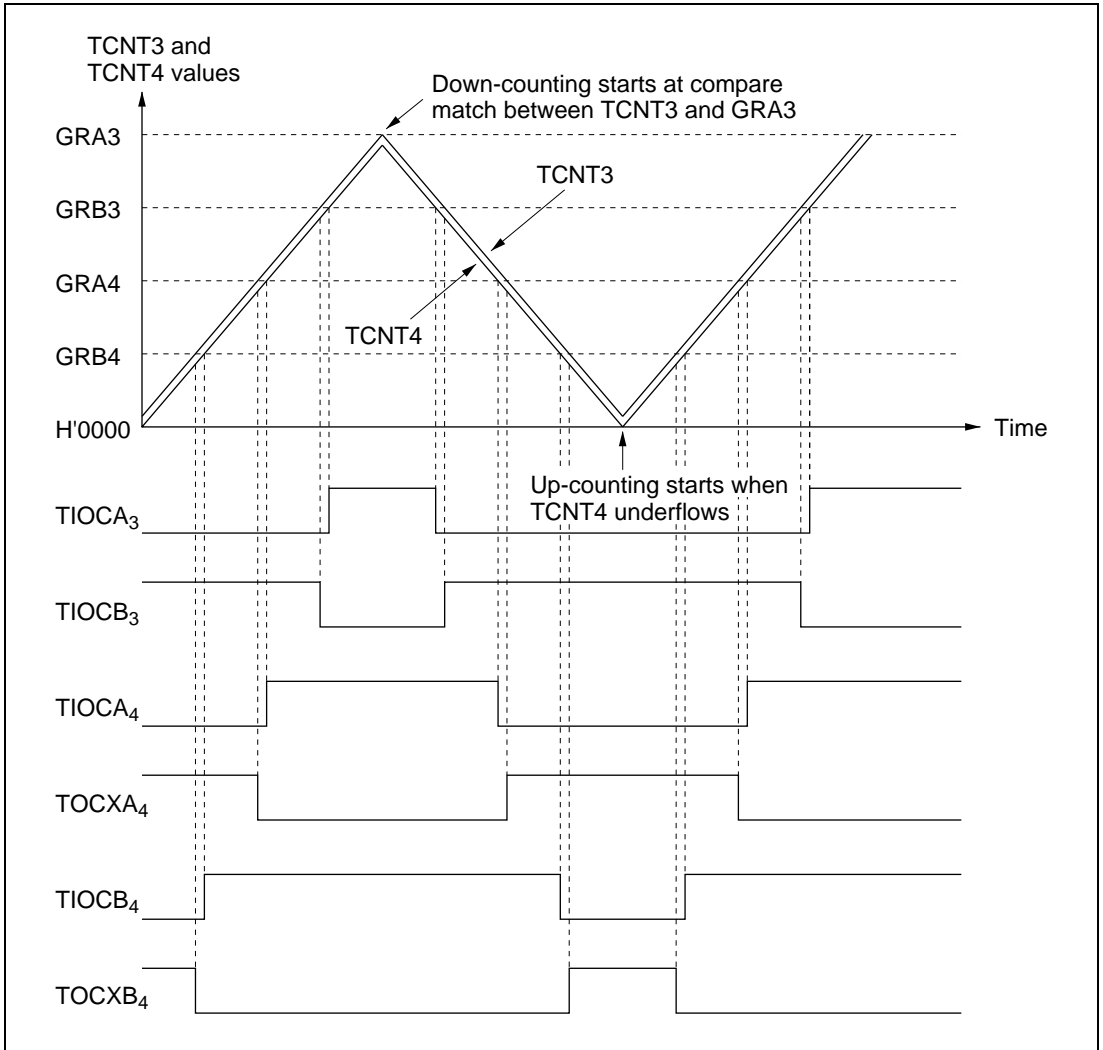 TCNT3 and
TCNT4 values
Down-counting starts at compare
match between TCNT3 and GRA3
GRA3
TCNT3
GRB3
GRA4
TCNT4
GRB4
H'0000
Time
Up-counting starts when
TCNT4 underflows
TIOCA3
TIOCB3
TIOCA4
TOCXA4
TIOCB4
TOCXB4